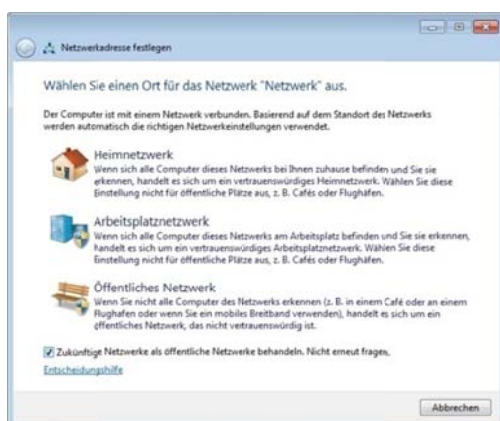 Netzwerkadresse festlegen
Wählen Sie einen Ort für das Netzwerk "Netzwerk" aus.
Der Computer ist mit einem Netzwerk verbunden. Basierend auf dem Standort des Netzwerks
werden automatisch die richtigen Netzwerkeinstellungen verwendet.
Heimnetzwerk
Wenn sich alle Computer dieses Netzwerks bei Ihnen zuhause befinden und Sie sie
erkennen, handelt es sich um ein vertrauenswürdiges Heimnetzwerk. Wählen Sie diese
Einstellung nicht für öffentliche Plätze aus, z. B. Cafés oder Flughäfen.
Arbeitsplatznetzwerk
Wenn sich alle Computer dieses Netzwerks am Arbeitsplatz befinden und Sie sie erkennen,
handelt es sich um ein vertrauenswürdiges Arbeitsplatznetzwerk. Wählen Sie diese
Einstellung nicht für öffentliche Plätze aus, z. B. Cafés oder Flughäfen.
Öffentliches Netzwerk
Wenn Sie nicht alle Computer des Netzwerks erkennen (z. B. in einem Café oder an einem
Flughafen oder wenn Sie ein mobiles Breitband verwenden), handelt es sich um ein
öffentliches Netzwerk, das nicht vertrauenswürdig ist.
Zukünftige Netzwerke als öffentliche Netzwerke behandeln. Nicht erneut fragen.
Entscheidungshilfe
Abbrechen